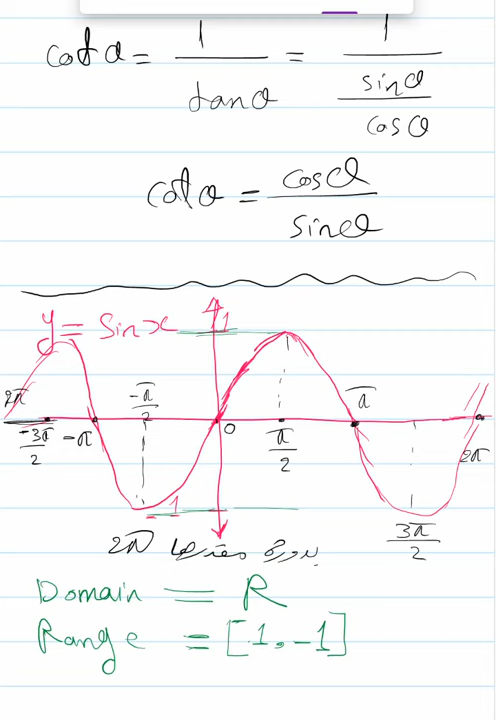 cot θ = 1 / tan θ = 1 / (sin θ / cos θ)
cot θ = cos θ / sin θ
y = sin x
1
2π -3π/2 -π -π/2 0 π/2 π 3π/2 2π
-1
بدورة مقدرها 2π
Domain = R
Range = [1, -1]